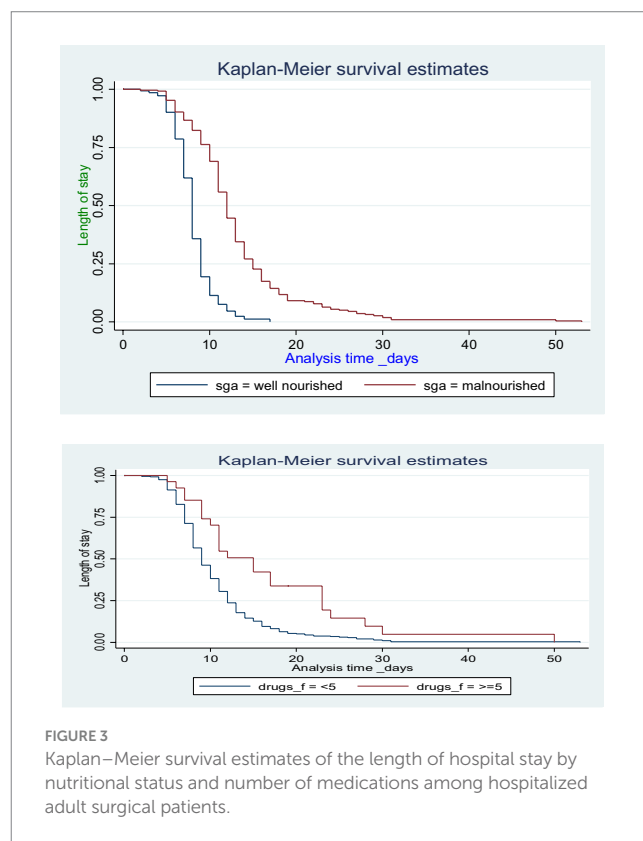 Kaplan-Meier survival estimates
1.00
0.75
0.50
0.25
0.00
Length of stay
0 10 20 30 40 50
Analysis time _days
sga = well nourished sga = malnourished
Kaplan-Meier survival estimates
1.00
0.75
0.50
0.25
0.00
Length of stay
0 10 20 30 40 50
Analysis time _days
drugs_f = <5 drugs_f = >=5
FIGURE 3
Kaplan–Meier survival estimates of the length of hospital stay by
nutritional status and number of medications among hospitalized
adult surgical patients.